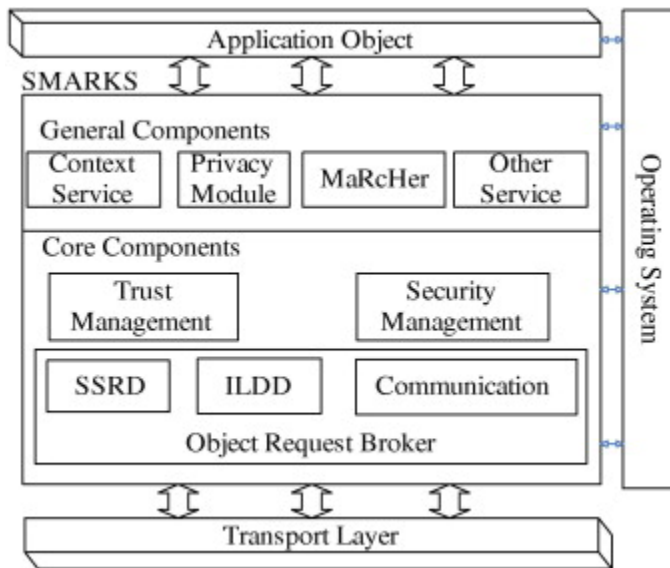 Application Object
SMARKS
General Components
Context Service
Privacy Module
MaRcHer
Other Service
Core Components
Trust Management
Security Management
SSRD
ILDD
Communication
Object Request Broker
Transport Layer
Operating System